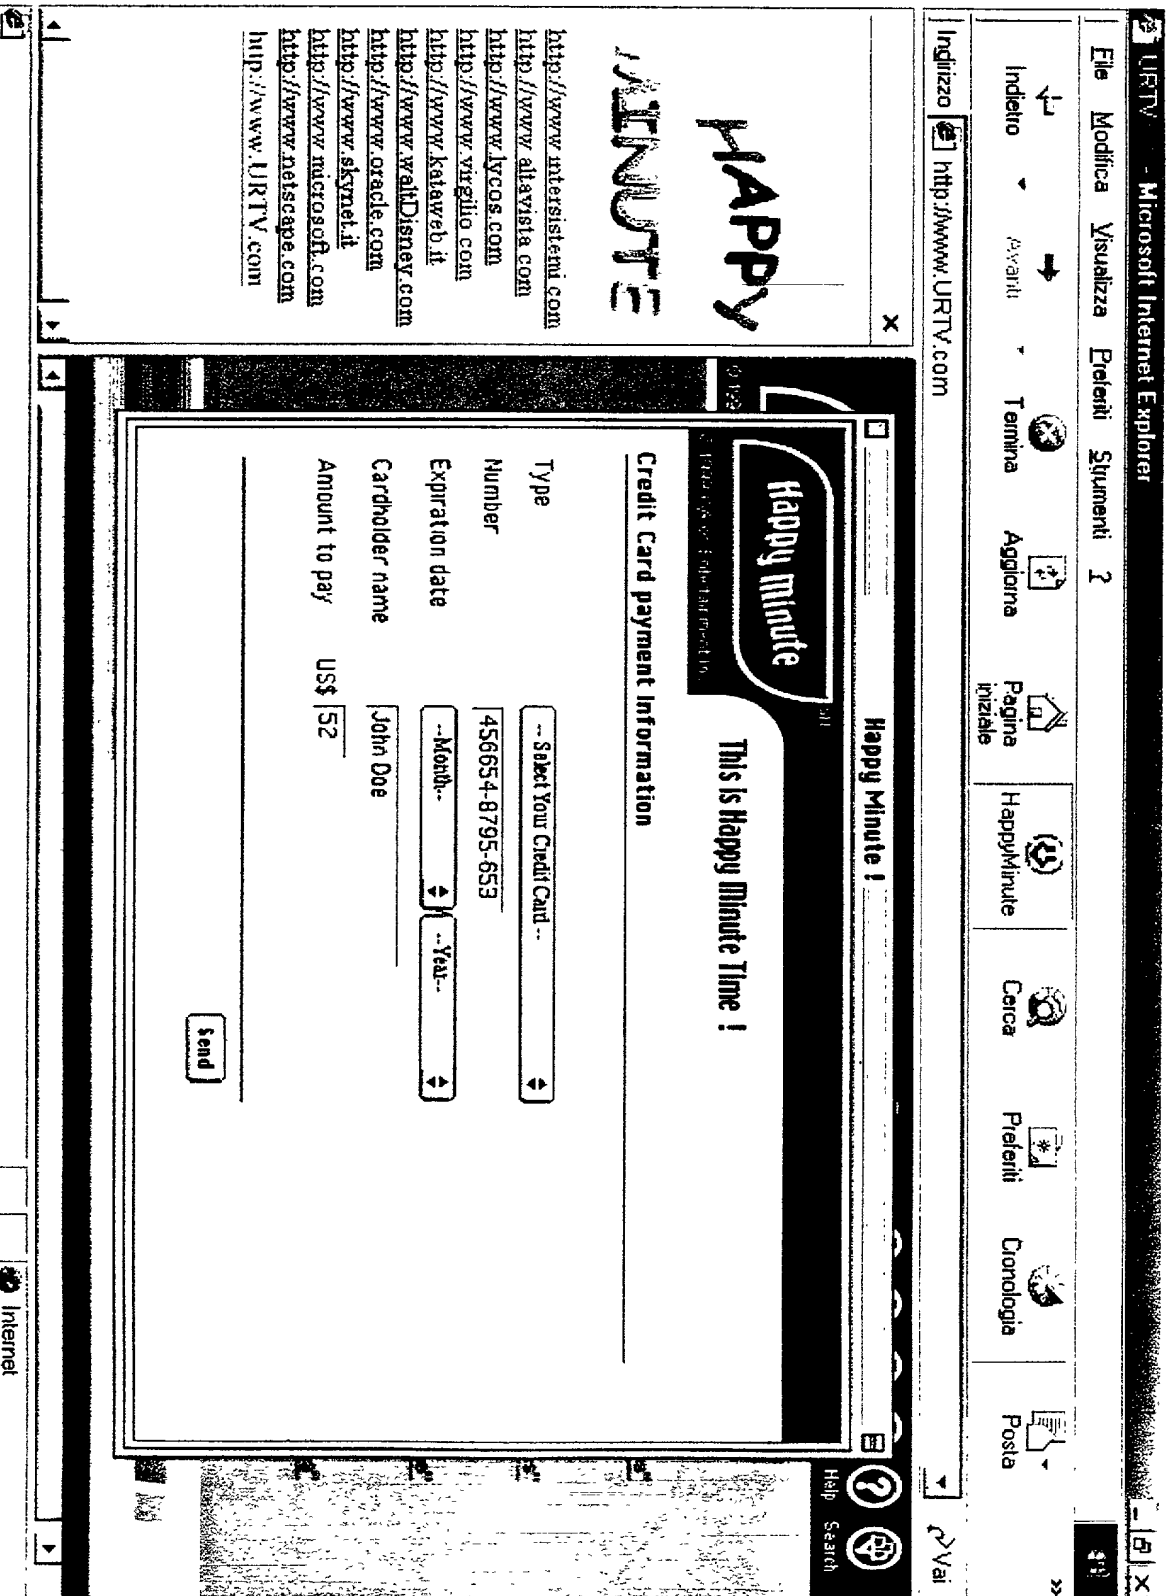 URTV - Microsoft Internet Explorer
File Modifica Visualizza Preferiti Strumenti ?
Indietro Avanti Termina Aggiorna Pagina iniziale HappyMinute Cerca Preferiti Cronologia Posta »
Indirizzo http://www.URTV.com Vai
X
HAPPY
MINUTE
http://www.intersistemi.com
http://www.altavista.com
http://www.lycos.com
http://www.virgilio.com
http://www.kataweb.it
http://www.waltDisney.com
http://www.oracle.com
http://www.skynet.it
http://www.microsoft.com
http://www.netscape.com
http://www.URTV.com
Happy Minute !
Happy minute
This is Happy Minute Time !
Credit Card payment Information
Type -- Select Your Credit Card --
Number 456654-8795-653
Expiration date --Month-- / --Year--
Cardholder name John Doe
Amount to pay US$ 52
Send
Help Search
Internet